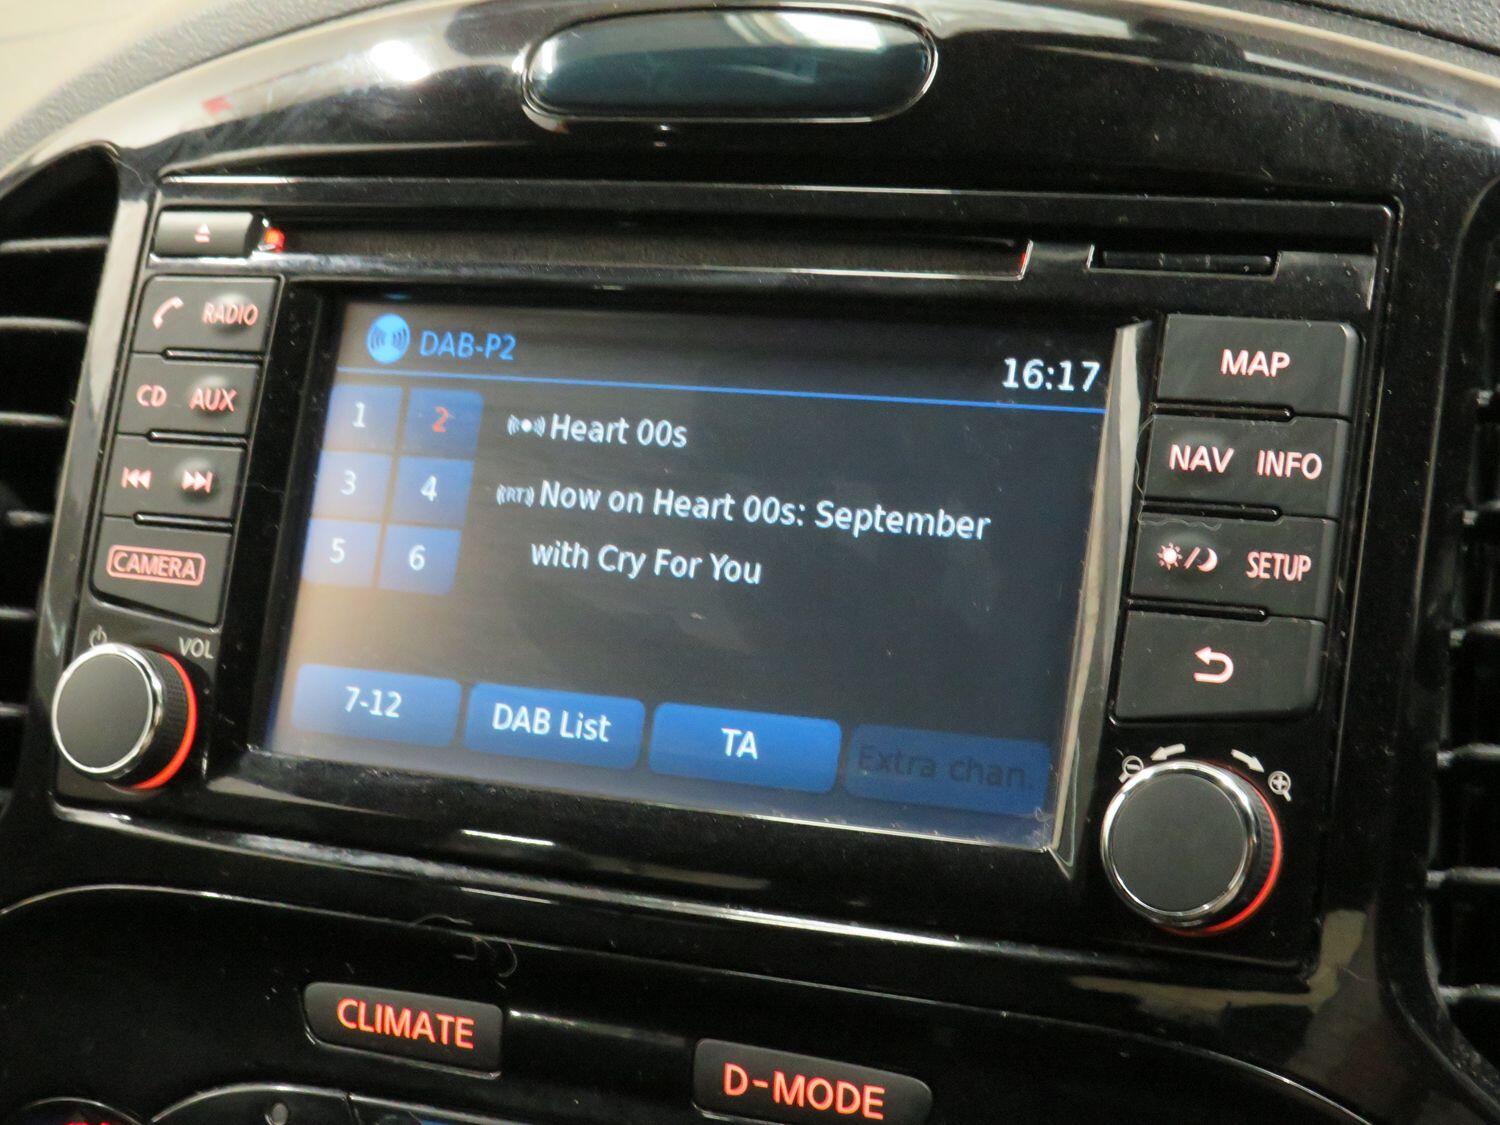 RADIO
CD AUX
CAMERA
VOL
DAB-P2
16:17
1 2
3 4
5 6
Heart 00s
(RT) Now on Heart 00s: September
with Cry For You
7-12
DAB List
TA
Extra chan.
MAP
NAV INFO
SETUP
CLIMATE
D-MODE